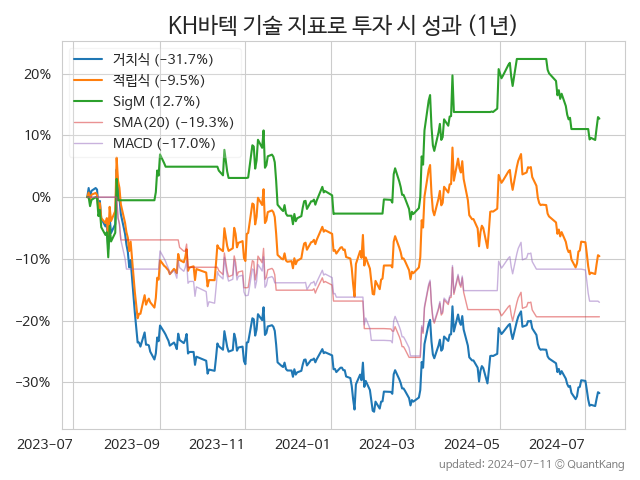 KH바텍 기술 지표로 투자 시 성과 (1년)
거치식 (−31.7%)
적립식 (−9.5%)
SigM (12.7%)
SMA(20) (−19.3%)
MACD (−17.0%)
20%
10%
0%
−10%
−20%
−30%
2023-07 2023-09 2023-11 2024-01 2024-03 2024-05 2024-07
updated: 2024-07-11 © QuantKang